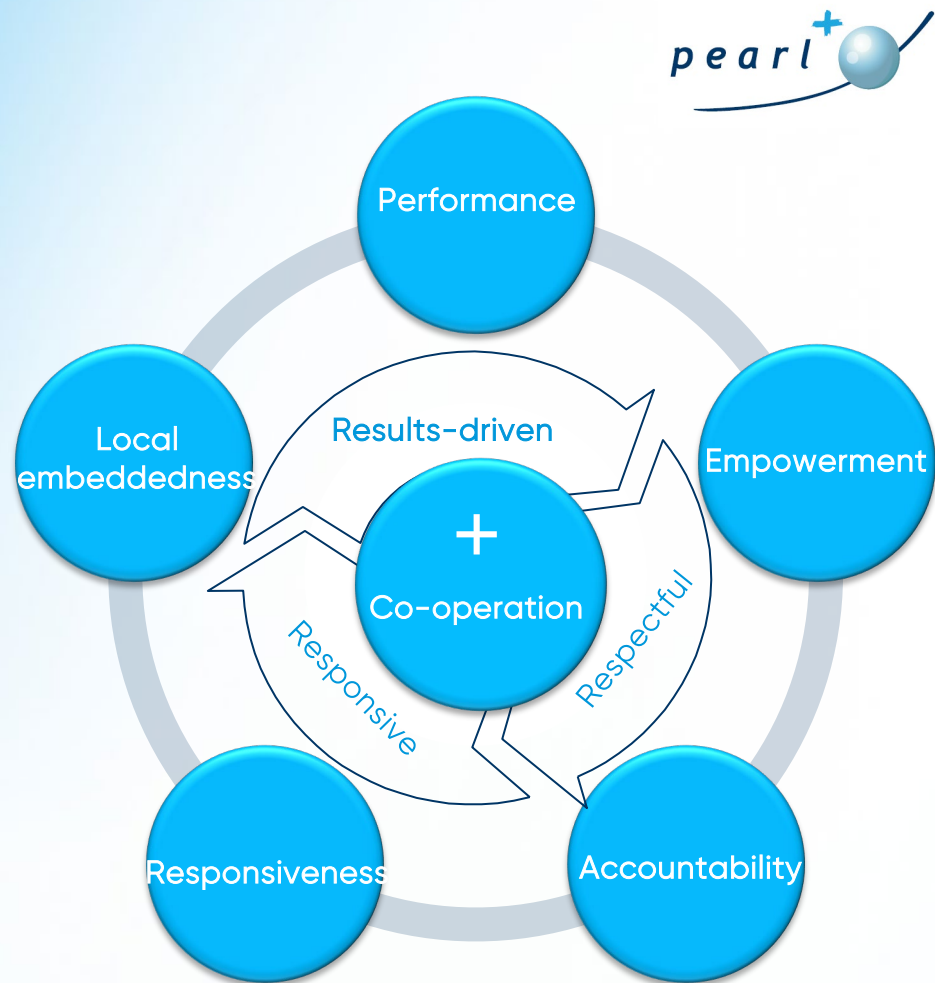 pearl+
Performance
Local
embeddedness
Empowerment
Results-driven
+
Co-operation
Respectful
Responsive
Responsiveness
Accountability